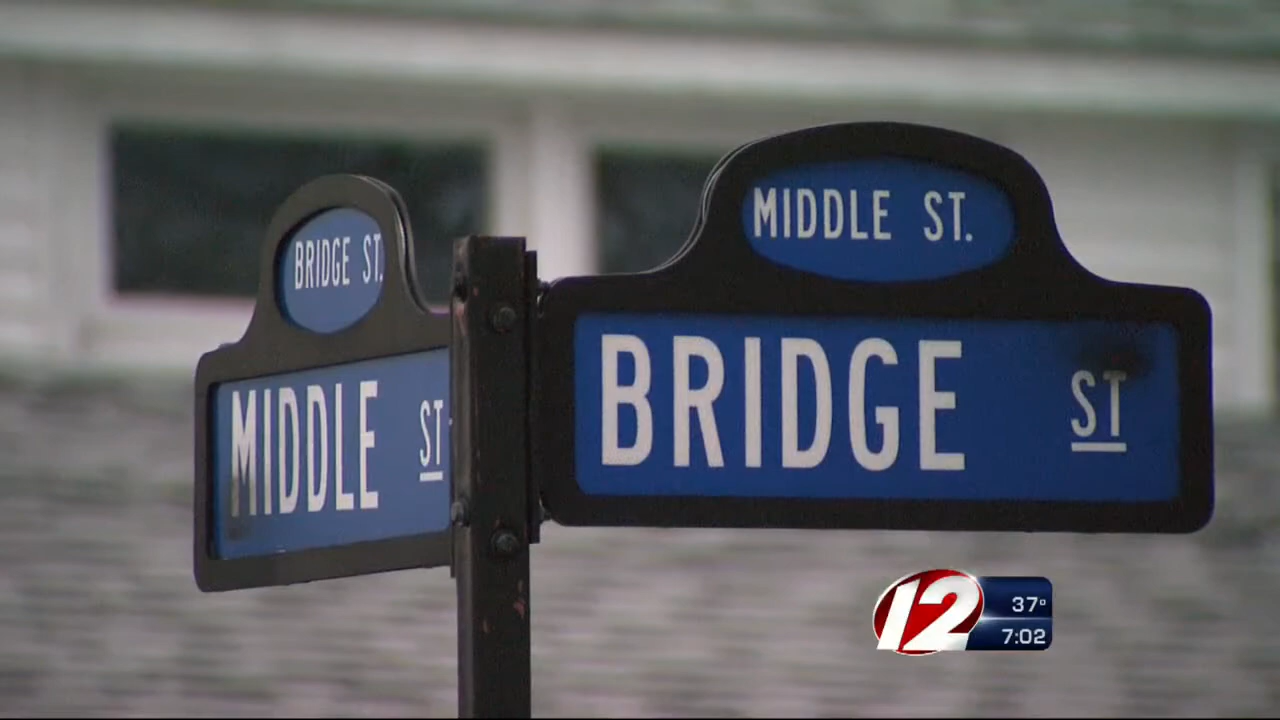 BRIDGE ST.
MIDDLE ST
MIDDLE ST.
BRIDGE ST
12
37°
7:02